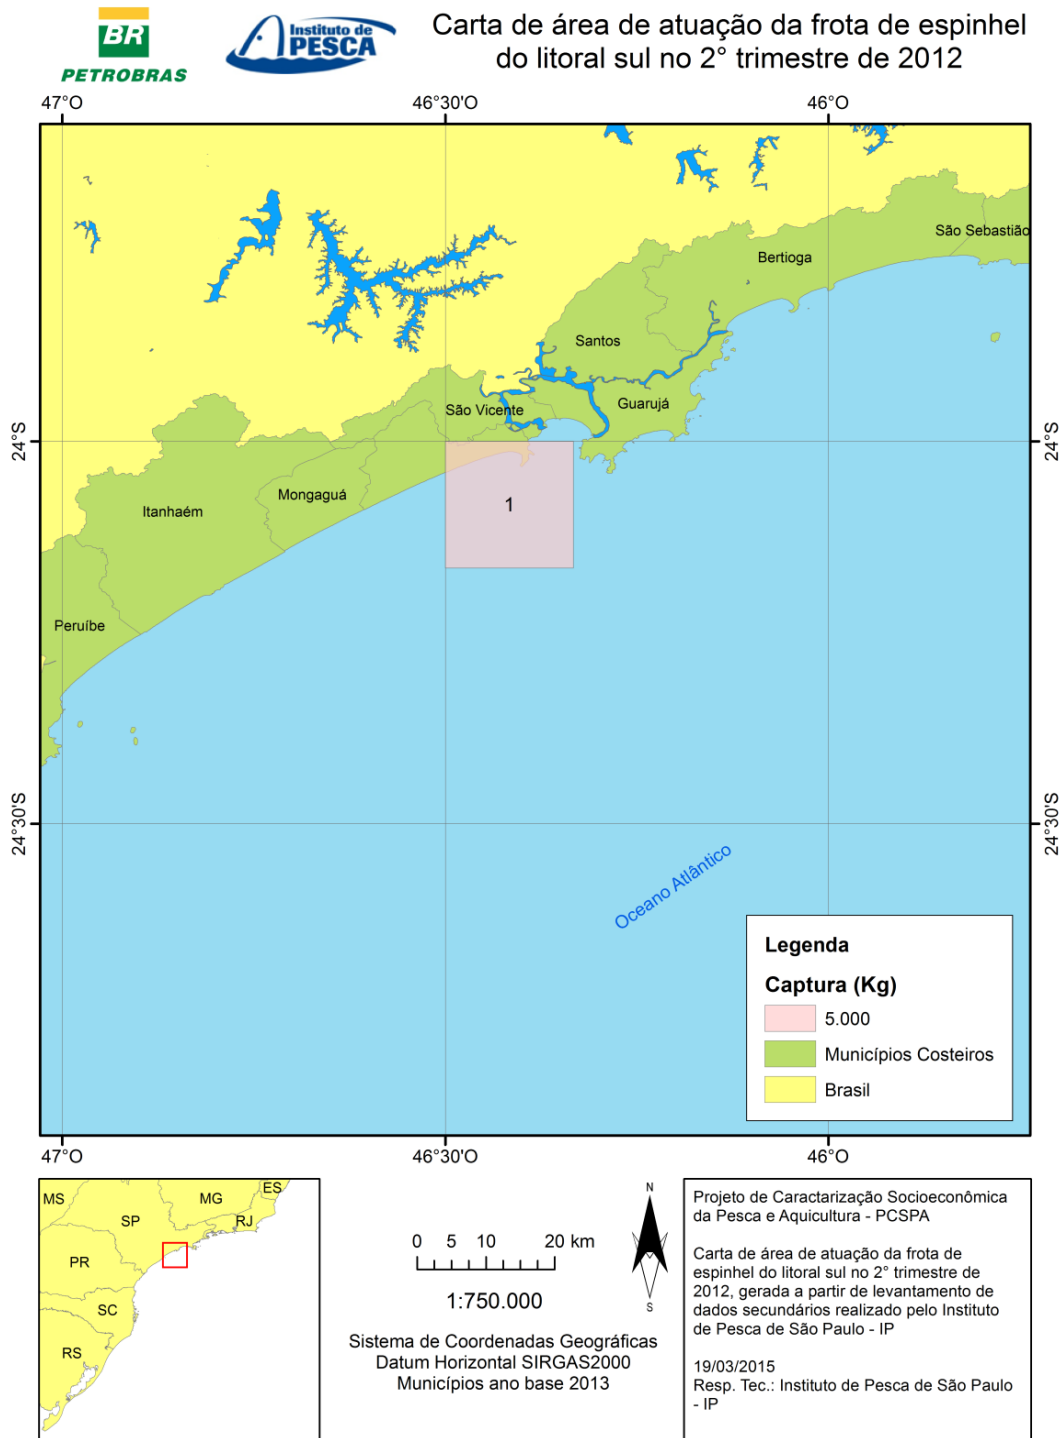 BR
PETROBRAS
Instituto de
PESCA
Carta de área de atuação da frota de espinhel
do litoral sul no 2° trimestre de 2012
47°O
46°30'O
46°O
São Sebastião
Bertioga
Santos
Guarujá
São Vicente
24°S
24°S
1
Mongaguá
Itanhaém
Peruíbe
24°30'S
24°30'S
Oceano Atlântico
Legenda
Captura (Kg)
5.000
Municípios Costeiros
Brasil
47°O
46°30'O
46°O
MS
MG
ES
SP
RJ
PR
SC
RS
0 5 10 20 km
1:750.000
Sistema de Coordenadas Geográficas
Datum Horizontal SIRGAS2000
Municípios ano base 2013
N
S
Projeto de Caractarização Socioeconômica
da Pesca e Aquicultura - PCSPA
Carta de área de atuação da frota de
espinhel do litoral sul no 2° trimestre de
2012, gerada a partir de levantamento de
dados secundários realizado pelo Instituto
de Pesca de São Paulo - IP
19/03/2015
Resp. Tec.: Instituto de Pesca de São Paulo
- IP